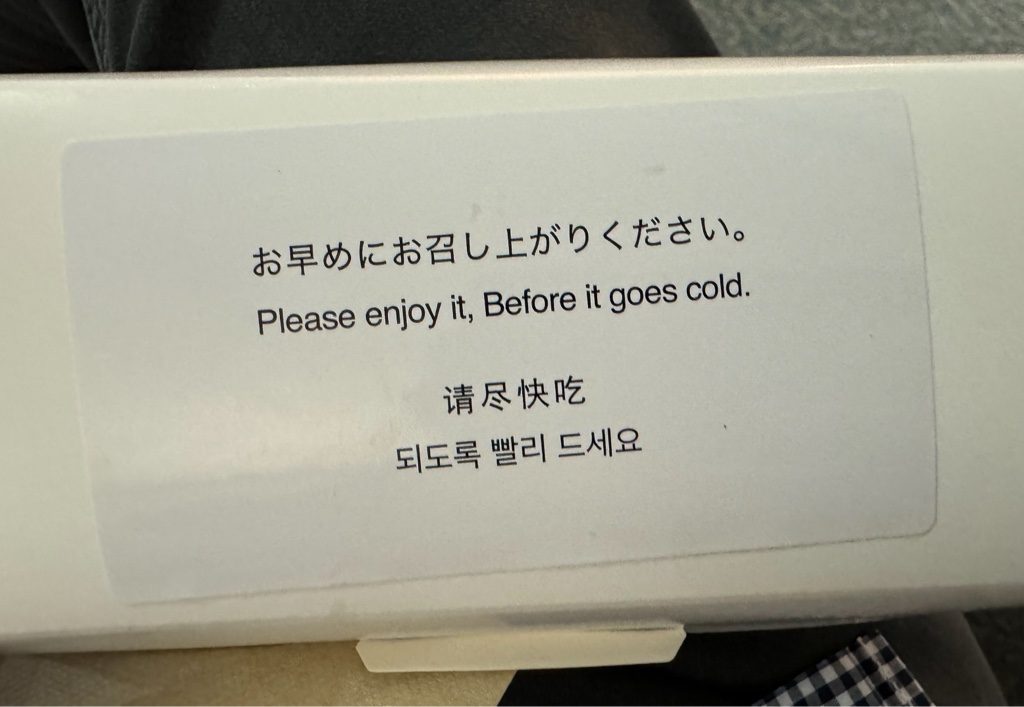 お早めにお召し上がりください。
Please enjoy it, Before it goes cold.
请尽快吃
되도록 빨리 드세요